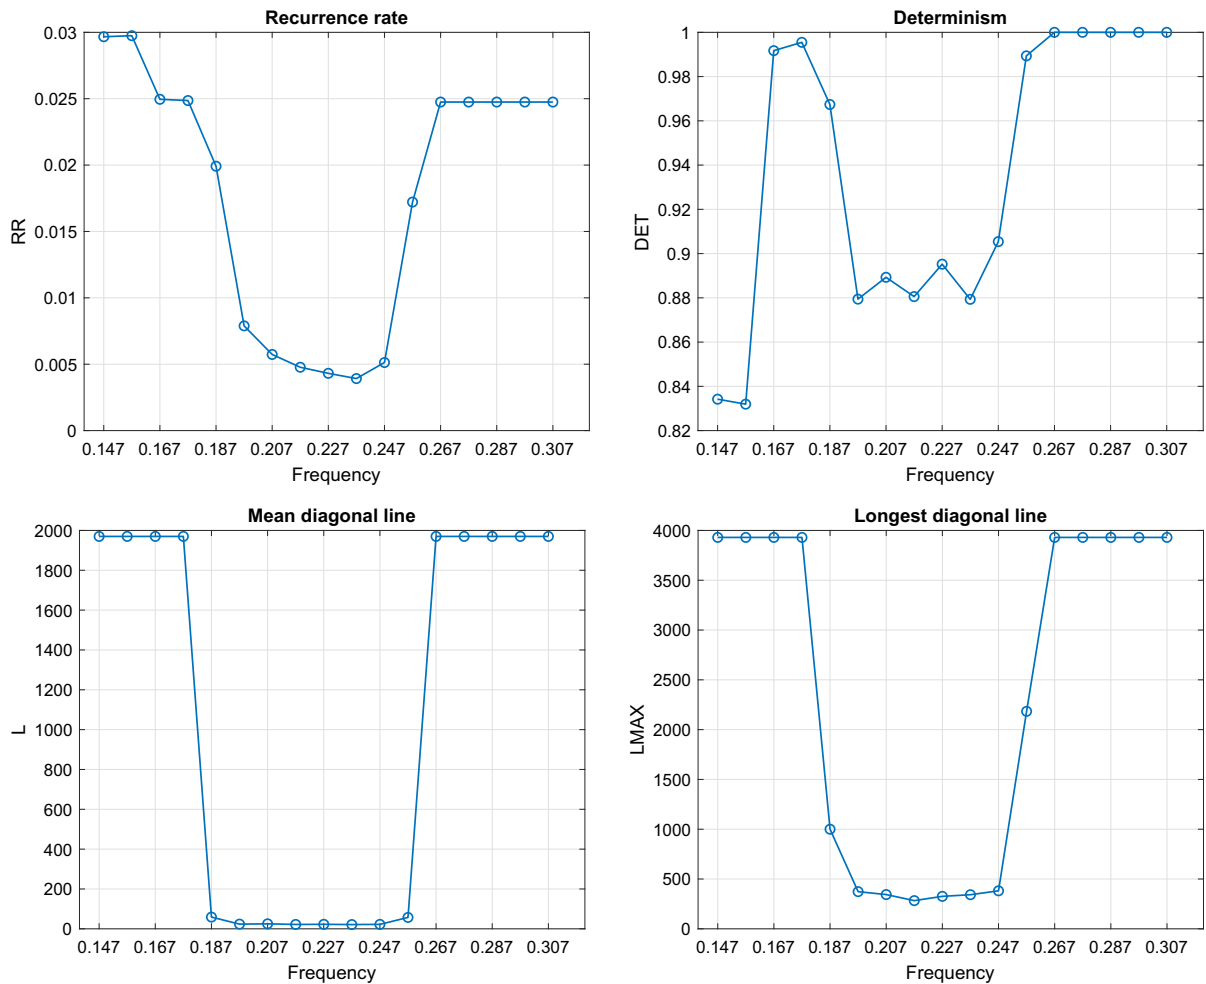 Recurrence rate
0.03
0.025
0.02
0.015
0.01
0.005
0
RR
0.147 0.167 0.187 0.207 0.227 0.247 0.267 0.287 0.307
Frequency
Determinism
1
0.98
0.96
0.94
0.92
0.9
0.88
0.86
0.84
0.82
DET
0.147 0.167 0.187 0.207 0.227 0.247 0.267 0.287 0.307
Frequency
Mean diagonal line
2000
1800
1600
1400
1200
1000
800
600
400
200
0
L
0.147 0.167 0.187 0.207 0.227 0.247 0.267 0.287 0.307
Frequency
Longest diagonal line
4000
3500
3000
2500
2000
1500
1000
500
0
LMAX
0.147 0.167 0.187 0.207 0.227 0.247 0.267 0.287 0.307
Frequency